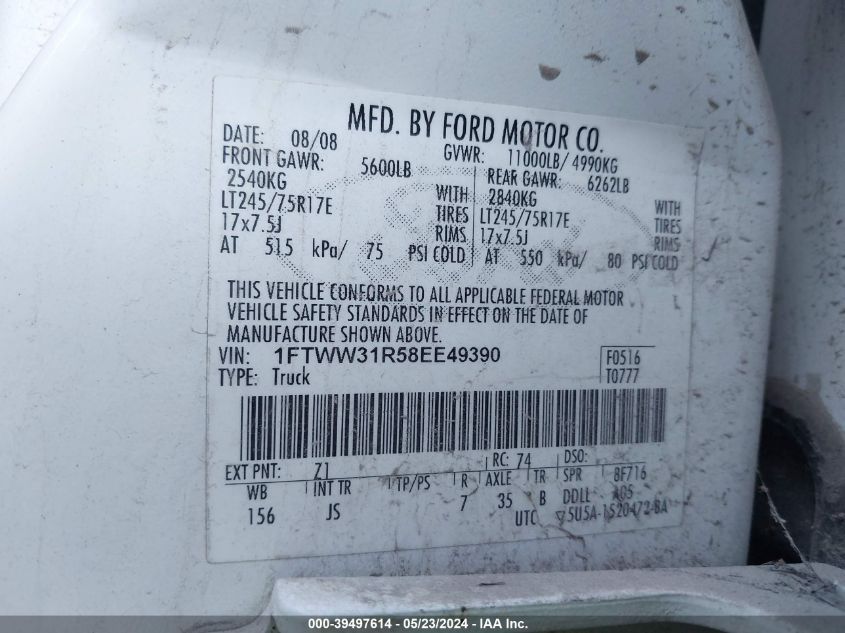 MFD. BY FORD MOTOR CO.
DATE: 08/08 GVWR: 11000LB/ 4990KG
FRONT GAWR: 5600LB REAR GAWR: 6262LB
2540KG WITH 2840KG WITH
LT245/75R17E TIRES LT245/75R17E TIRES
17x7.5J RIMS 17x7.5J RIMS
AT 515 kPa/ 75 PSI COLD AT 550 kPa/ 80 PSI COLD
THIS VEHICLE CONFORMS TO ALL APPLICABLE FEDERAL MOTOR
VEHICLE SAFETY STANDARDS IN EFFECT ON THE DATE OF
MANUFACTURE SHOWN ABOVE.
VIN: 1FTWW31R58EE49390 F0516
TYPE: Truck T0777
EXT PNT: Z1 RC: 74 DSO:
WB INT TR TP/PS R AXLE TR SPR 8F716
156 JS 7 35 B DDLL A05
UTC 5U5A-1520472-BA
000-39497614 - 05/23/2024 - IAA Inc.